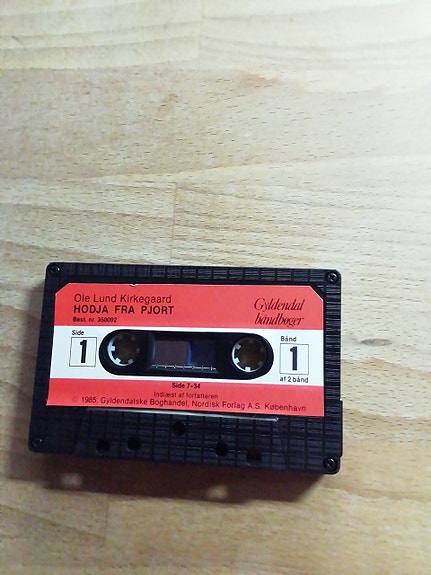 Ole Lund Kirkegaard
HODJA FRA PJORT
Best. nr. 350092
Gyldendal
båndbøger
Side
1
Bånd
1
af 2 bånd
Side 7-34
Indlæst af forfatteren
© 1985, Gyldendalske Boghandel, Nordisk Forlag A.S. København